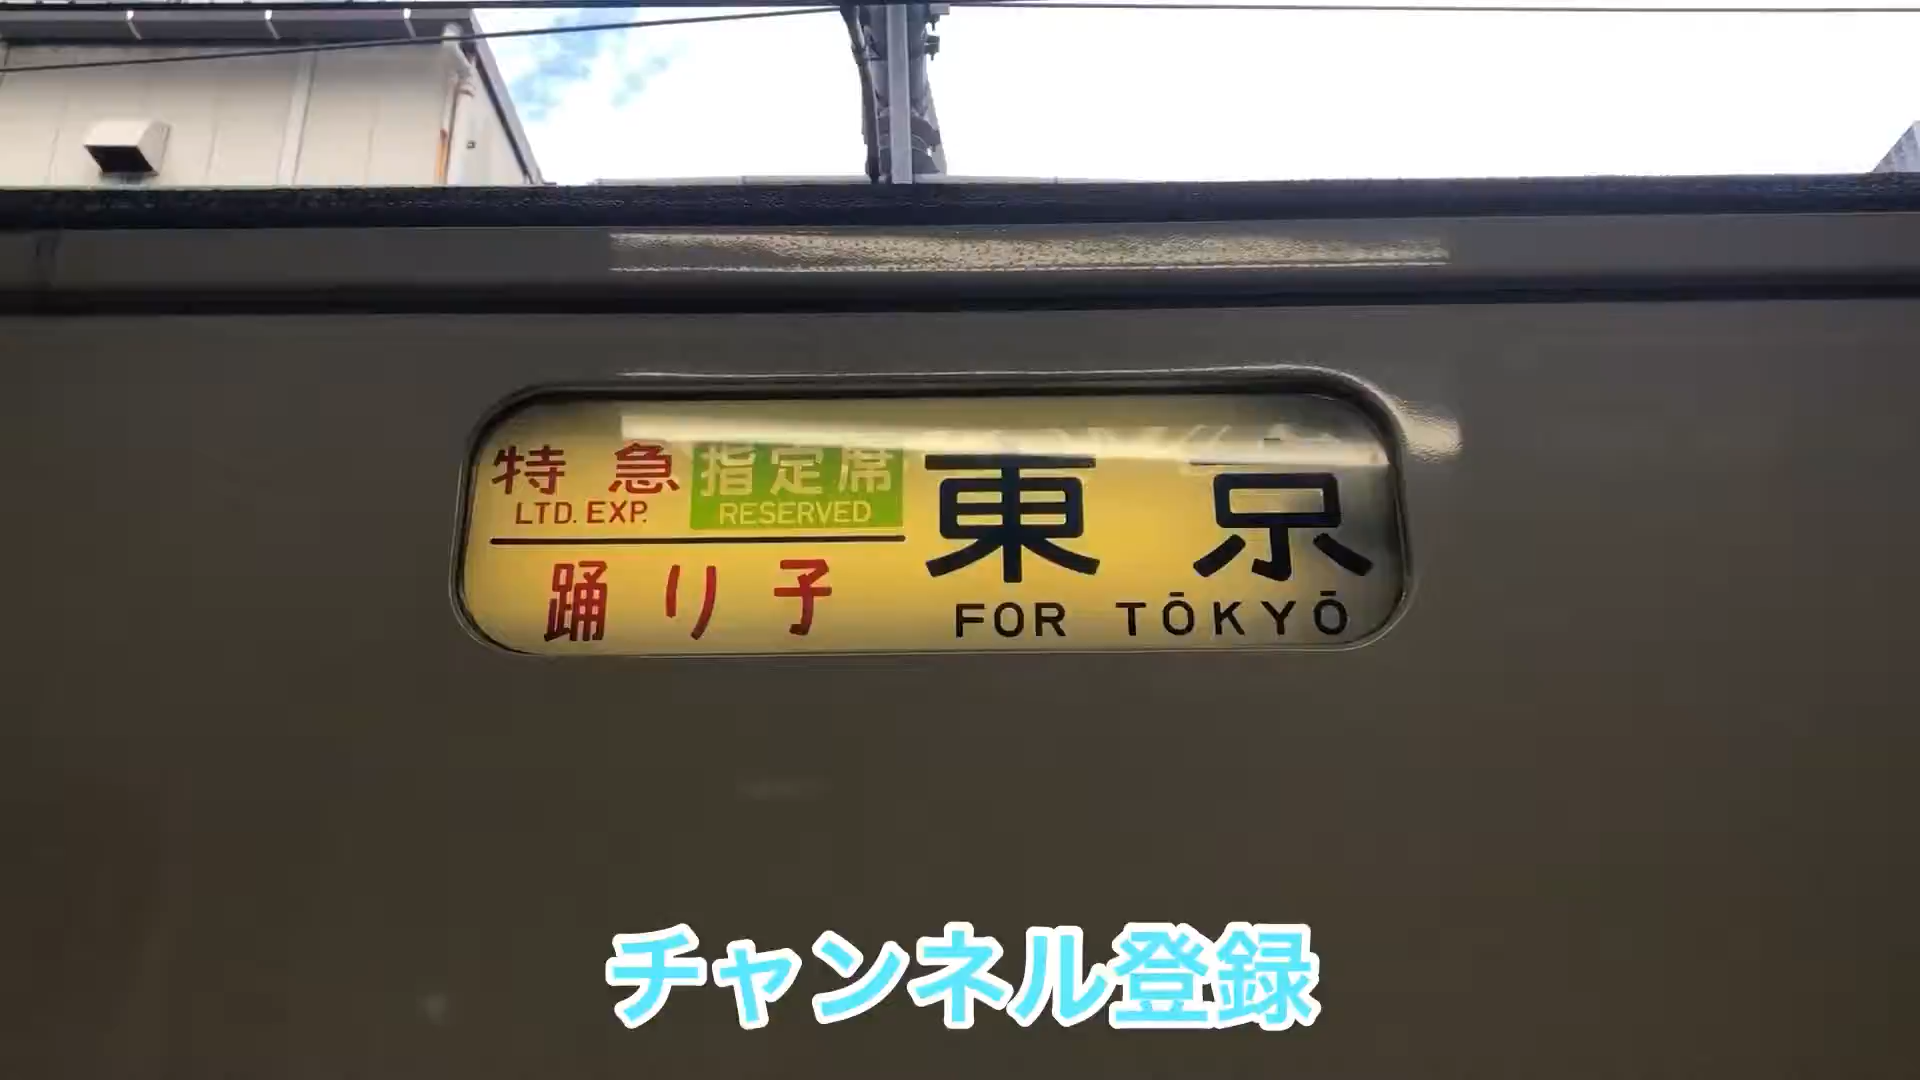 特急 指定席
LTD. EXP. RESERVED
踊り子
東京
FOR TŌKYŌ
チャンネル登録